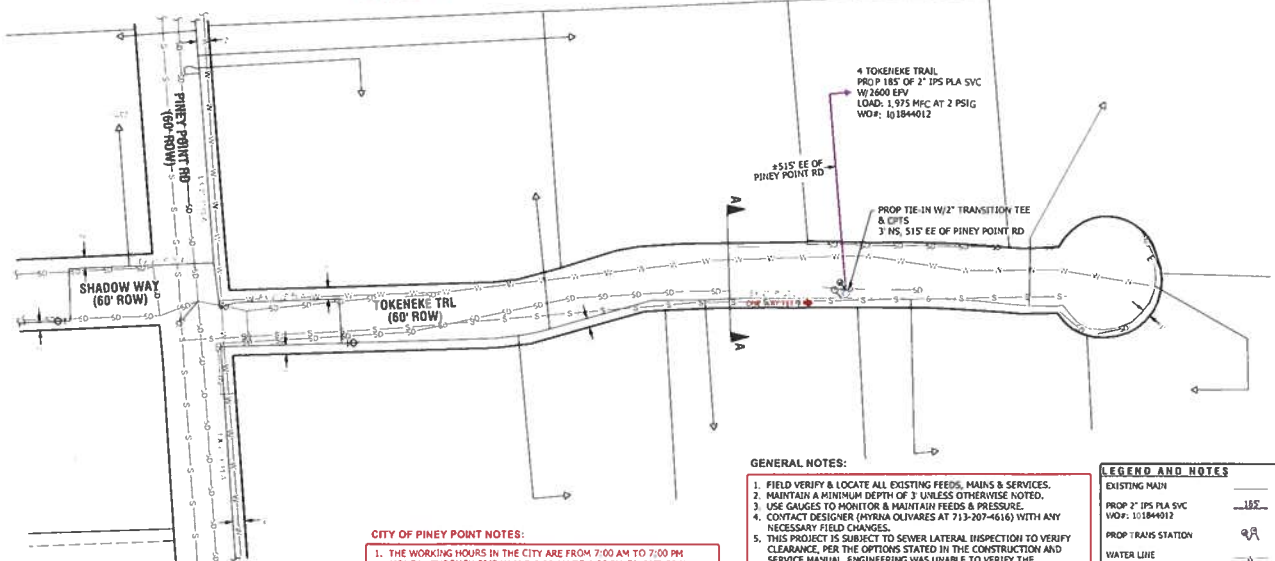 4 TOKENEKE TRAIL
PROP 185' OF 2" IPS PLA SVC
W/2600 EFV
LOAD: 1,975 MFC AT 2 PSIG
WO#: 101844012
±515' EE OF
PINEY POINT RD
PROP TIE-IN W/2" TRANSITION TEE
& CPTS
3' NS, 515' EE OF PINEY POINT RD
PINEY POINT RD
(60' ROW)
SHADOW WAY
(60' ROW)
TOKENEKE TRL
(60' ROW)
A
A
ONE WAY FEED
CITY OF PINEY POINT NOTES:
1. THE WORKING HOURS IN THE CITY ARE FROM 7:00 AM TO 7:00 PM
GENERAL NOTES:
1. FIELD VERIFY & LOCATE ALL EXISTING FEEDS, MAINS & SERVICES.
2. MAINTAIN A MINIMUM DEPTH OF 3' UNLESS OTHERWISE NOTED.
3. USE GAUGES TO MONITOR & MAINTAIN FEEDS & PRESSURE.
4. CONTACT DESIGNER (MYRNA OLIVARES AT 713-207-4616) WITH ANY
NECESSARY FIELD CHANGES.
5. THIS PROJECT IS SUBJECT TO SEWER LATERAL INSPECTION TO VERIFY
CLEARANCE, PER THE OPTIONS STATED IN THE CONSTRUCTION AND
SERVICE MANUAL. ENGINEERING WAS UNABLE TO VERIFY THE
LEGEND AND NOTES
EXISTING MAIN
PROP 2" IPS PLA SVC
WO#: 101844012
185'
PROP TRANS STATION
WATER LINE